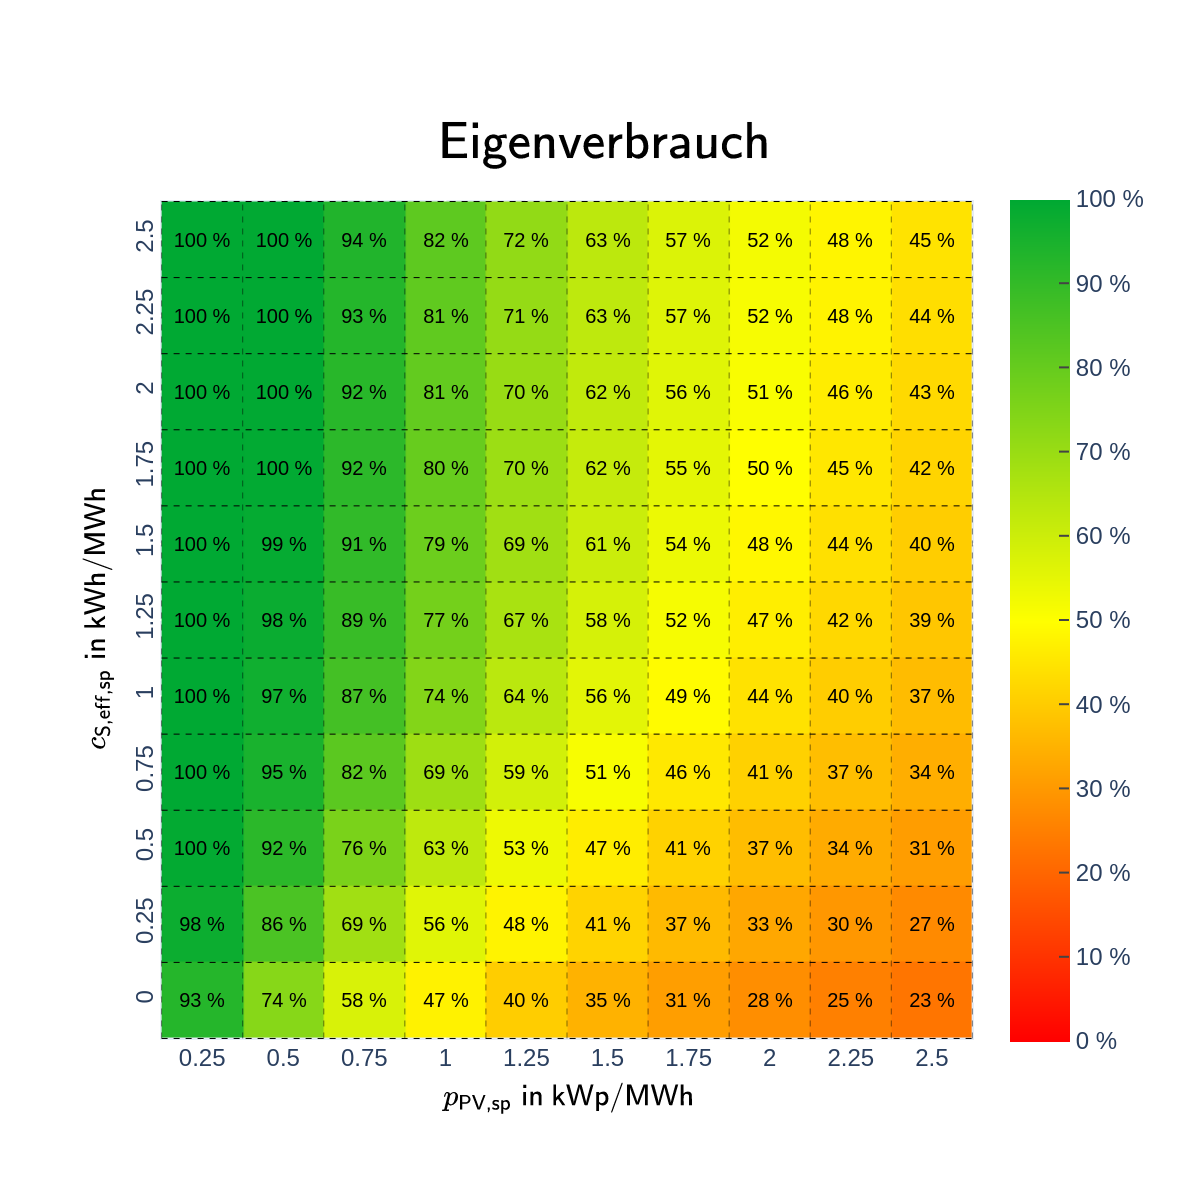 Eigenverbrauch
2.5 100 % 100 % 94 % 82 % 72 % 63 % 57 % 52 % 48 % 45 %
2.25 100 % 100 % 93 % 81 % 71 % 63 % 57 % 52 % 48 % 44 %
2 100 % 100 % 92 % 81 % 70 % 62 % 56 % 51 % 46 % 43 %
1.75 100 % 100 % 92 % 80 % 70 % 62 % 55 % 50 % 45 % 42 %
1.5 100 % 99 % 91 % 79 % 69 % 61 % 54 % 48 % 44 % 40 %
1.25 100 % 98 % 89 % 77 % 67 % 58 % 52 % 47 % 42 % 39 %
1 100 % 97 % 87 % 74 % 64 % 56 % 49 % 44 % 40 % 37 %
0.75 100 % 95 % 82 % 69 % 59 % 51 % 46 % 41 % 37 % 34 %
0.5 100 % 92 % 76 % 63 % 53 % 47 % 41 % 37 % 34 % 31 %
0.25 98 % 86 % 69 % 56 % 48 % 41 % 37 % 33 % 30 % 27 %
0 93 % 74 % 58 % 47 % 40 % 35 % 31 % 28 % 25 % 23 %
0.25 0.5 0.75 1 1.25 1.5 1.75 2 2.25 2.5
p PV,sp in kWp/MWh
c S,eff,sp in kWh/MWh
100 %
90 %
80 %
70 %
60 %
50 %
40 %
30 %
20 %
10 %
0 %